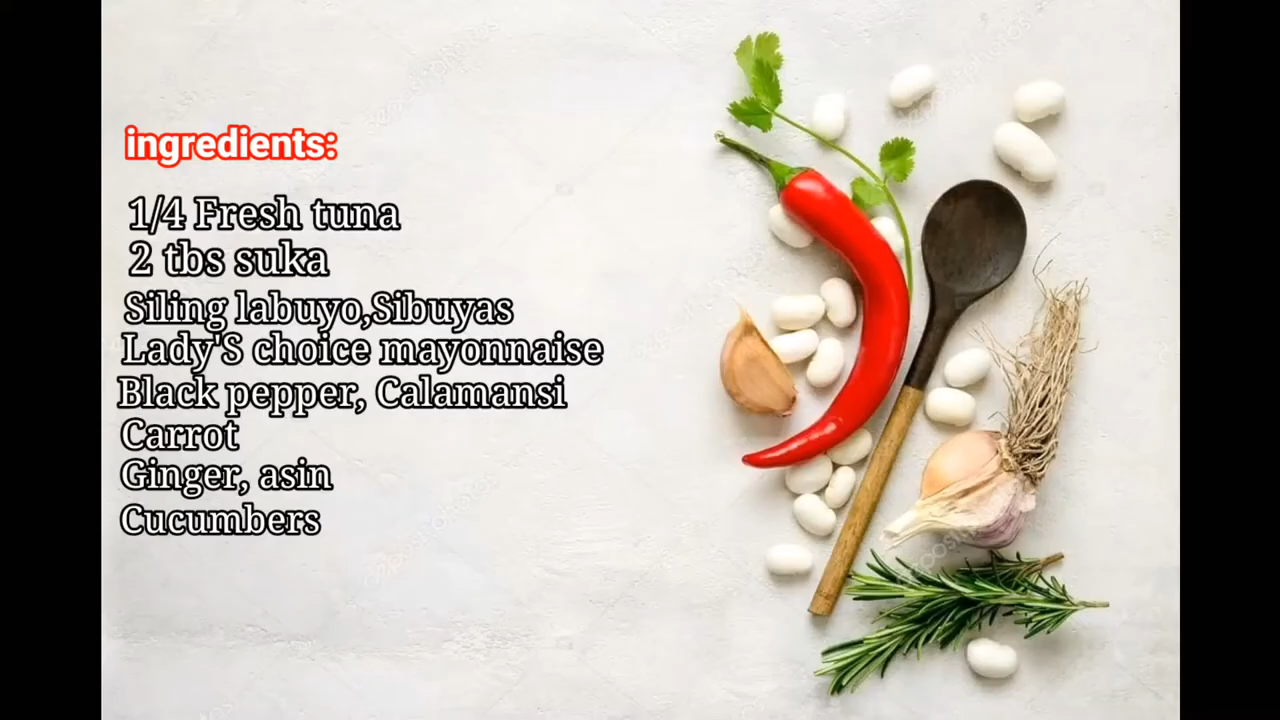 ingredients:
1/4 Fresh tuna
2 tbs suka
Siling labuyo,Sibuyas
Lady'S choice mayonnaise
Black pepper, Calamansi
Carrot
Ginger, asin
Cucumbers